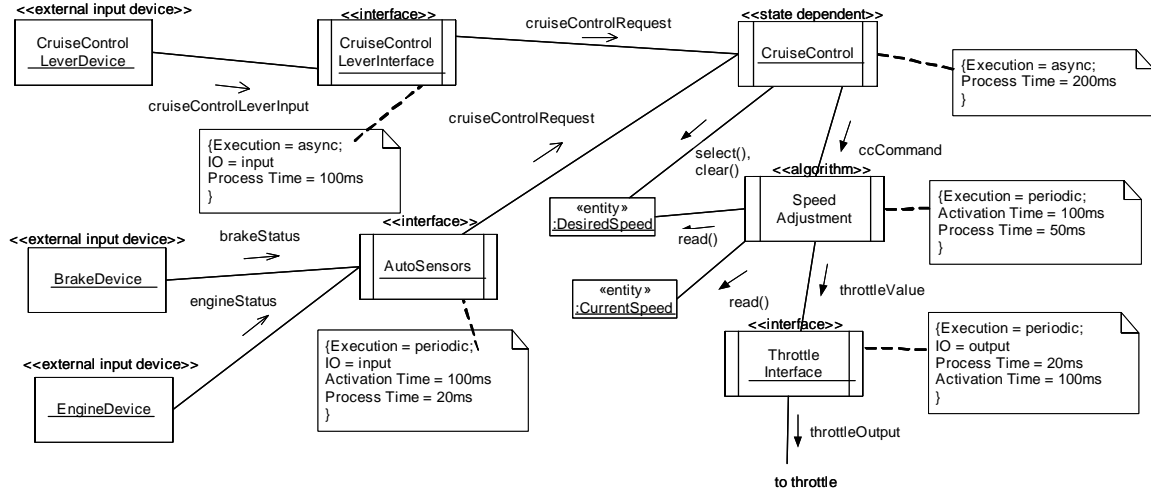 <<external input device>>
CruiseControl
LeverDevice
cruiseControlLeverInput
<<interface>>
CruiseControl
LeverInterface
{Execution = async;
IO = input
Process Time = 100ms
}
cruiseControlRequest
<<state dependent>>
CruiseControl
{Execution = async;
Process Time = 200ms
}
cruiseControlRequest
select(),
clear()
ccCommand
<<algorithm>>
Speed
Adjustment
{Execution = periodic;
Activation Time = 100ms
Process Time = 50ms
}
«entity»
:DesiredSpeed
read()
«entity»
:CurrentSpeed
read()
throttleValue
<<external input device>>
BrakeDevice
brakeStatus
engineStatus
<<interface>>
AutoSensors
{Execution = periodic;
IO = input
Activation Time = 100ms
Process Time = 20ms
}
<<external input device>>
EngineDevice
<<interface>>
Throttle
Interface
{Execution = periodic;
IO = output
Process Time = 20ms
Activation Time = 100ms
}
throttleOutput
to throttle